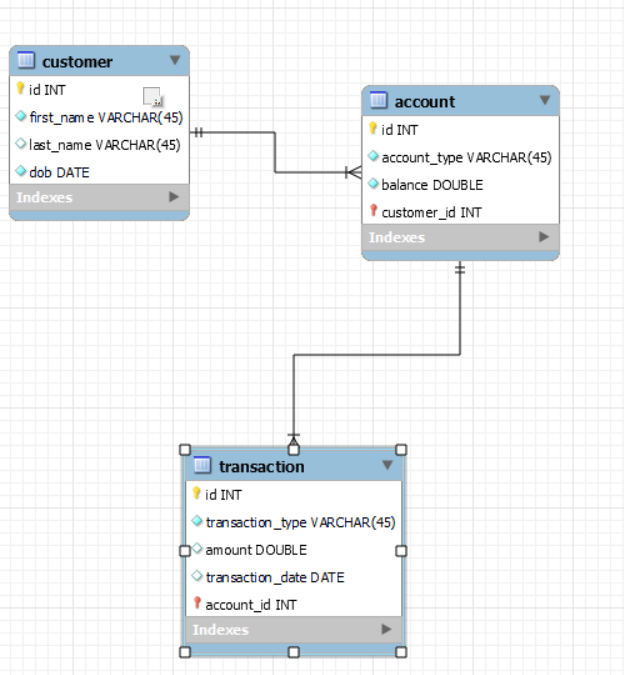 customer
id INT
first_name VARCHAR(45)
last_name VARCHAR(45)
dob DATE
Indexes
account
id INT
account_type VARCHAR(45)
balance DOUBLE
customer_id INT
Indexes
transaction
id INT
transaction_type VARCHAR(45)
amount DOUBLE
transaction_date DATE
account_id INT
Indexes